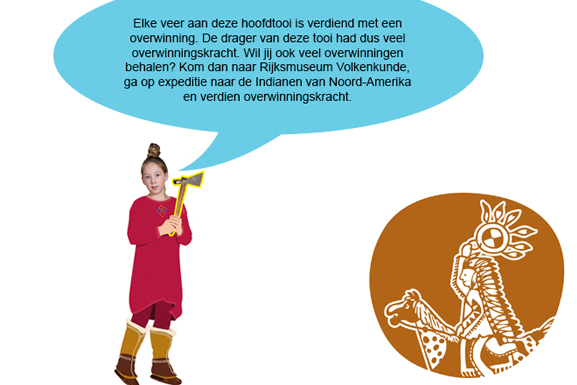 Elke veer aan deze hoofdtooi is verdiend met een
overwinning. De drager van deze tooi had dus veel
overwinningskracht. Wil jij ook veel overwinningen
behalen? Kom dan naar Rijksmuseum Volkenkunde,
ga op expeditie naar de Indianen van Noord-Amerika
en verdien overwinningskracht.